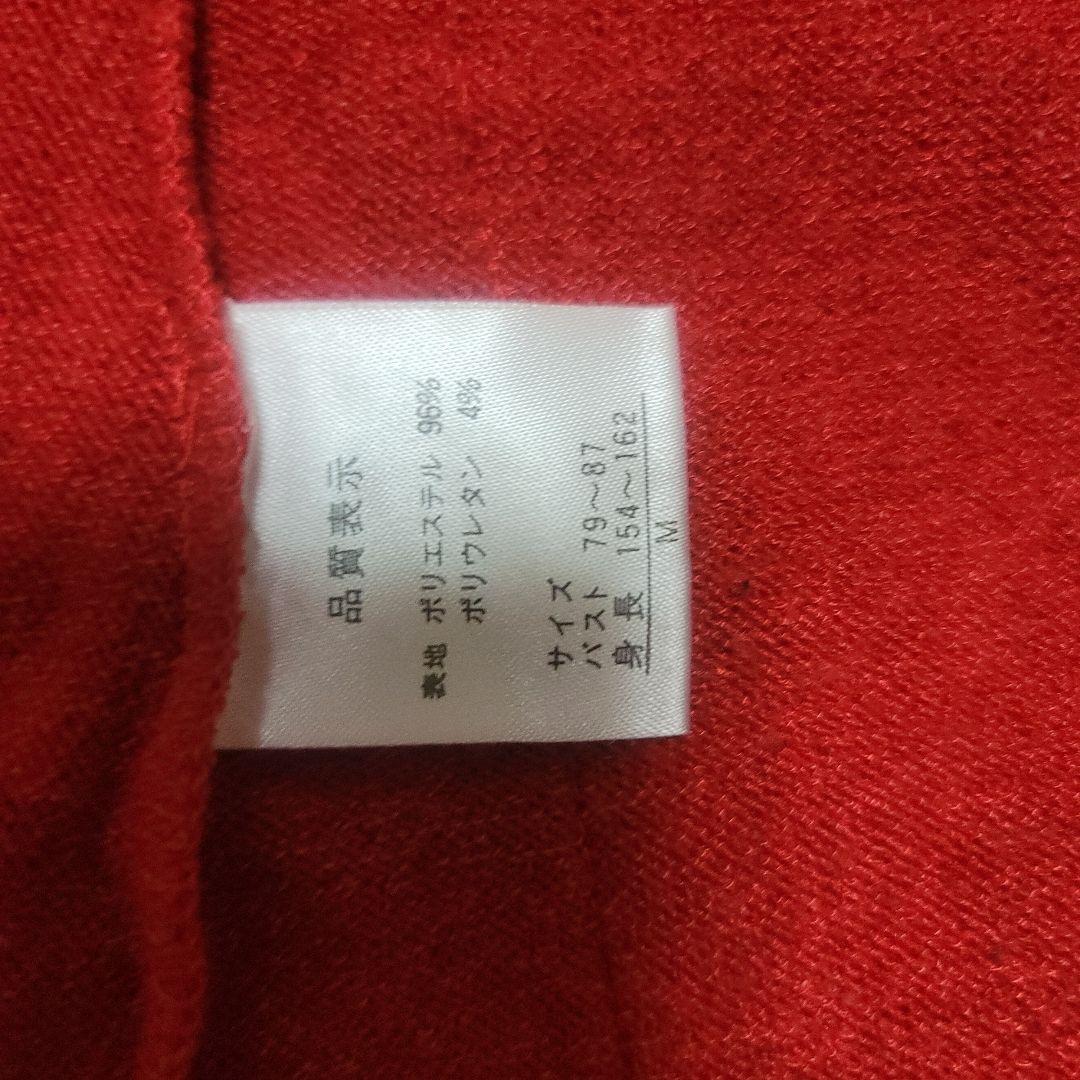 品質表示
表地 ポリエステル 96%
ポリウレタン 4%
サイズ
バスト 79～87
身長 154～162
M